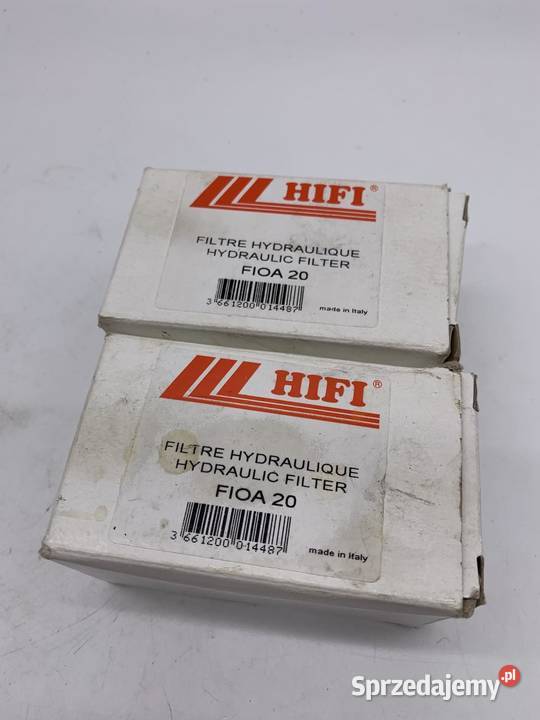 HIFI®
FILTRE HYDRAULIQUE
HYDRAULIC FILTER
FIOA 20
3 661200 014487
made in Italy
HIFI®
FILTRE HYDRAULIQUE
HYDRAULIC FILTER
FIOA 20
3 661200 014487
made in Italy
Sprzedajemy.pl